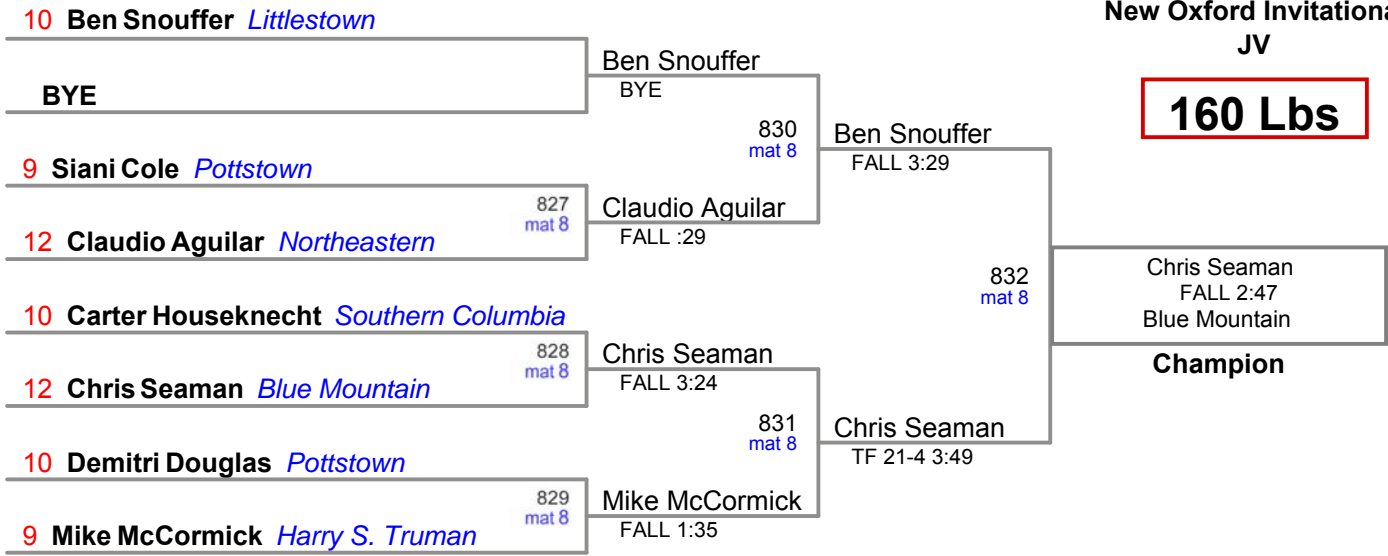 10 Ben Snouffer Littlestown
New Oxford Invitationa
JV
160 Lbs
BYE
Ben Snouffer
BYE
830
mat 8
Ben Snouffer
FALL 3:29
9 Siani Cole Pottstown
827
mat 8
Claudio Aguilar
FALL :29
12 Claudio Aguilar Northeastern
832
mat 8
Chris Seaman
FALL 2:47
Blue Mountain
Champion
10 Carter Houseknecht Southern Columbia
828
mat 8
Chris Seaman
FALL 3:24
12 Chris Seaman Blue Mountain
831
mat 8
Chris Seaman
TF 21-4 3:49
10 Demitri Douglas Pottstown
829
mat 8
Mike McCormick
FALL 1:35
9 Mike McCormick Harry S. Truman